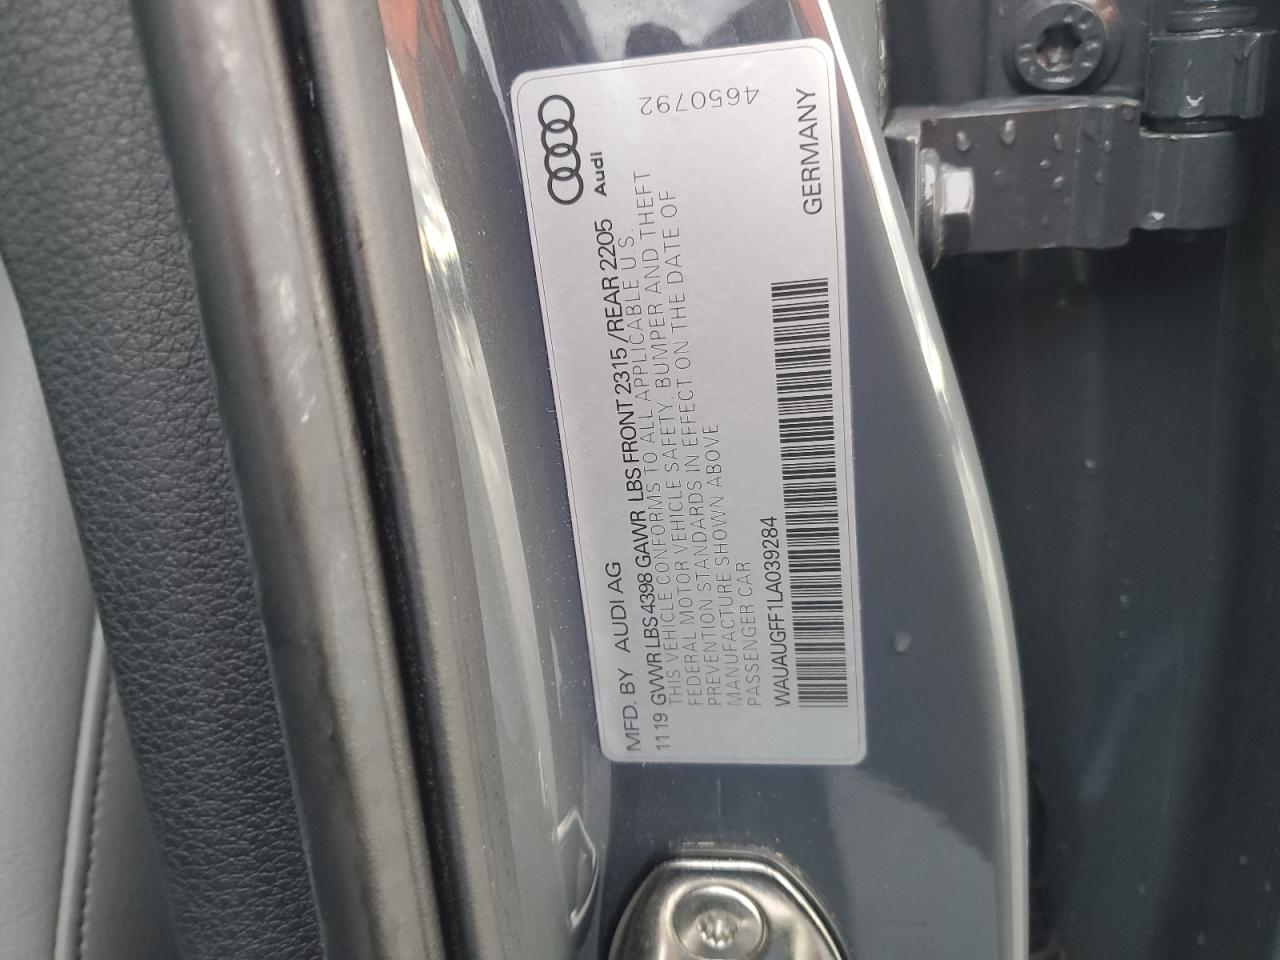 MFD. BY AUDI AG
Audi
11 19 GVWR LBS 4398 GAWR LBS FRONT 2315 /REAR 2205
THIS VEHICLE CONFORMS TO ALL APPLICABLE U.S.
FEDERAL MOTOR VEHICLE SAFETY, BUMPER AND THEFT
PREVENTION STANDARDS IN EFFECT ON THE DATE OF
MANUFACTURE SHOWN ABOVE
PASSENGER CAR
4650792
WAUAUGFF1LA039284
GERMANY